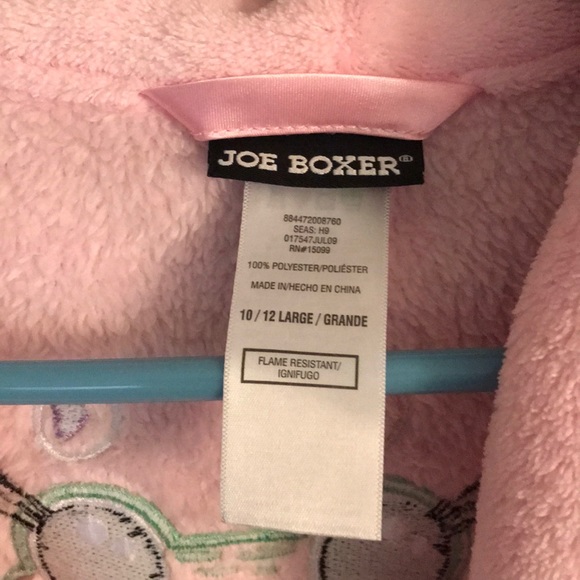 JOE BOXER®
884472008760
SEAS: H9
017547JUL09
RN#15099
100% POLYESTER/POLIÉSTER
MADE IN/HECHO EN CHINA
10 / 12 LARGE / GRANDE
FLAME RESISTANT/
IGNIFUGO